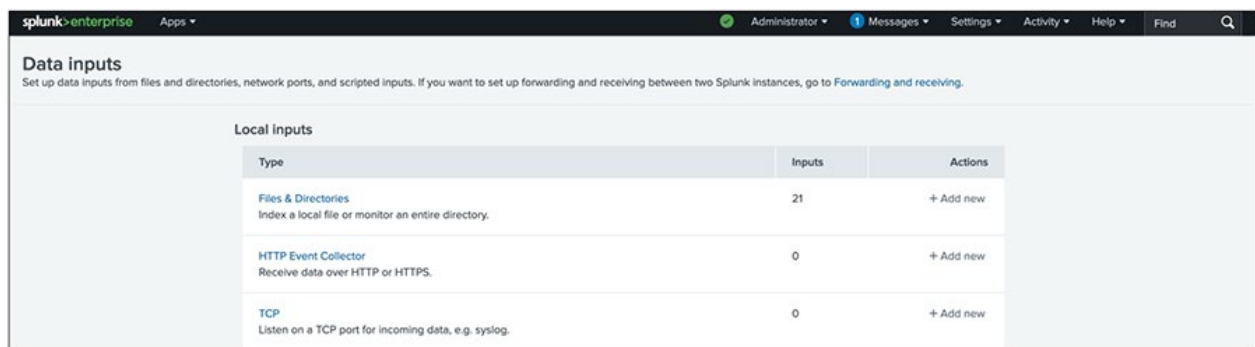 splunk>enterprise Apps Administrator 1 Messages Settings Activity Help Find
Data inputs
Set up data inputs from files and directories, network ports, and scripted inputs. If you want to set up forwarding and receiving between two Splunk instances, go to Forwarding and receiving.
Local inputs
Type Inputs Actions
Files & Directories 21 + Add new
Index a local file or monitor an entire directory.
HTTP Event Collector 0 + Add new
Receive data over HTTP or HTTPS.
TCP 0 + Add new
Listen on a TCP port for incoming data, e.g. syslog.